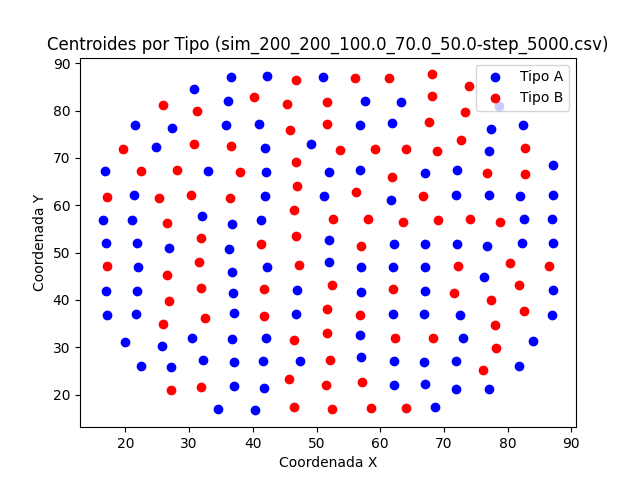 Centroides por Tipo (sim_200_200_100.0_70.0_50.0-step_5000.csv)
Tipo A
Tipo B
90
80
70
60
50
40
30
20
Coordenada Y
20 30 40 50 60 70 80 90
Coordenada X